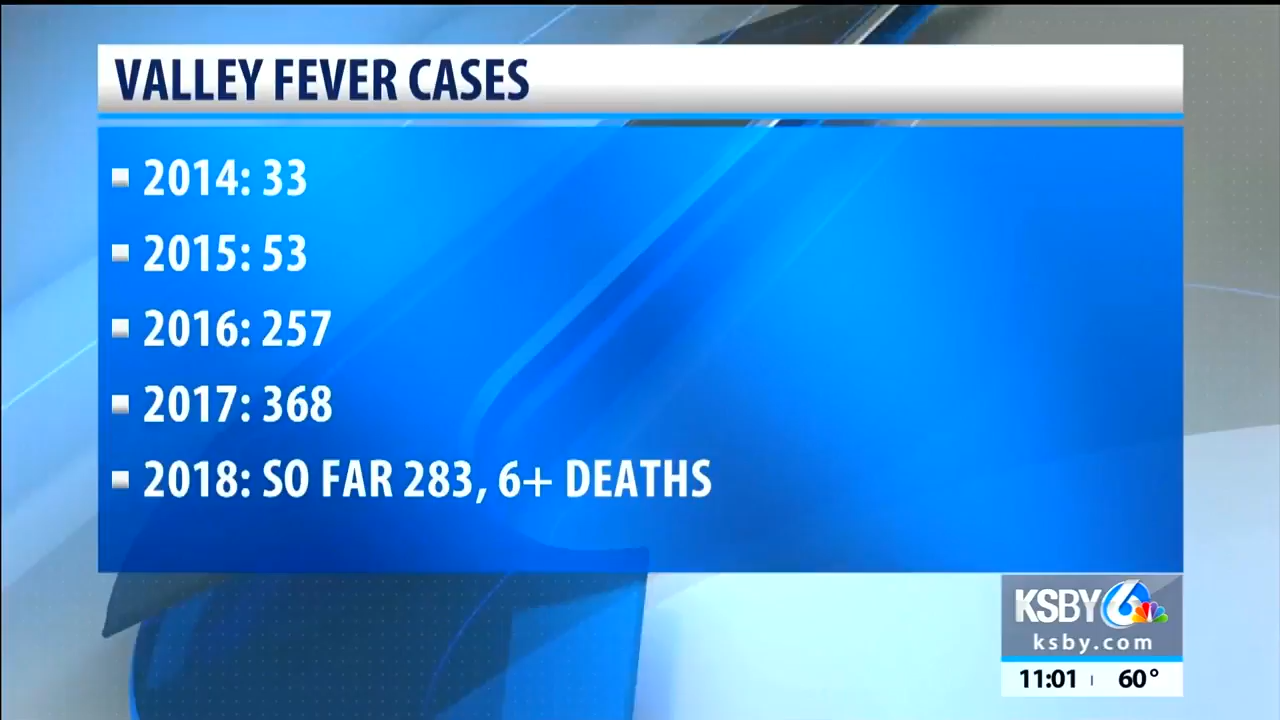 VALLEY FEVER CASES
2014: 33
2015: 53
2016: 257
2017: 368
2018: SO FAR 283, 6+ DEATHS
KSBY 6
ksby.com
11:01 60°